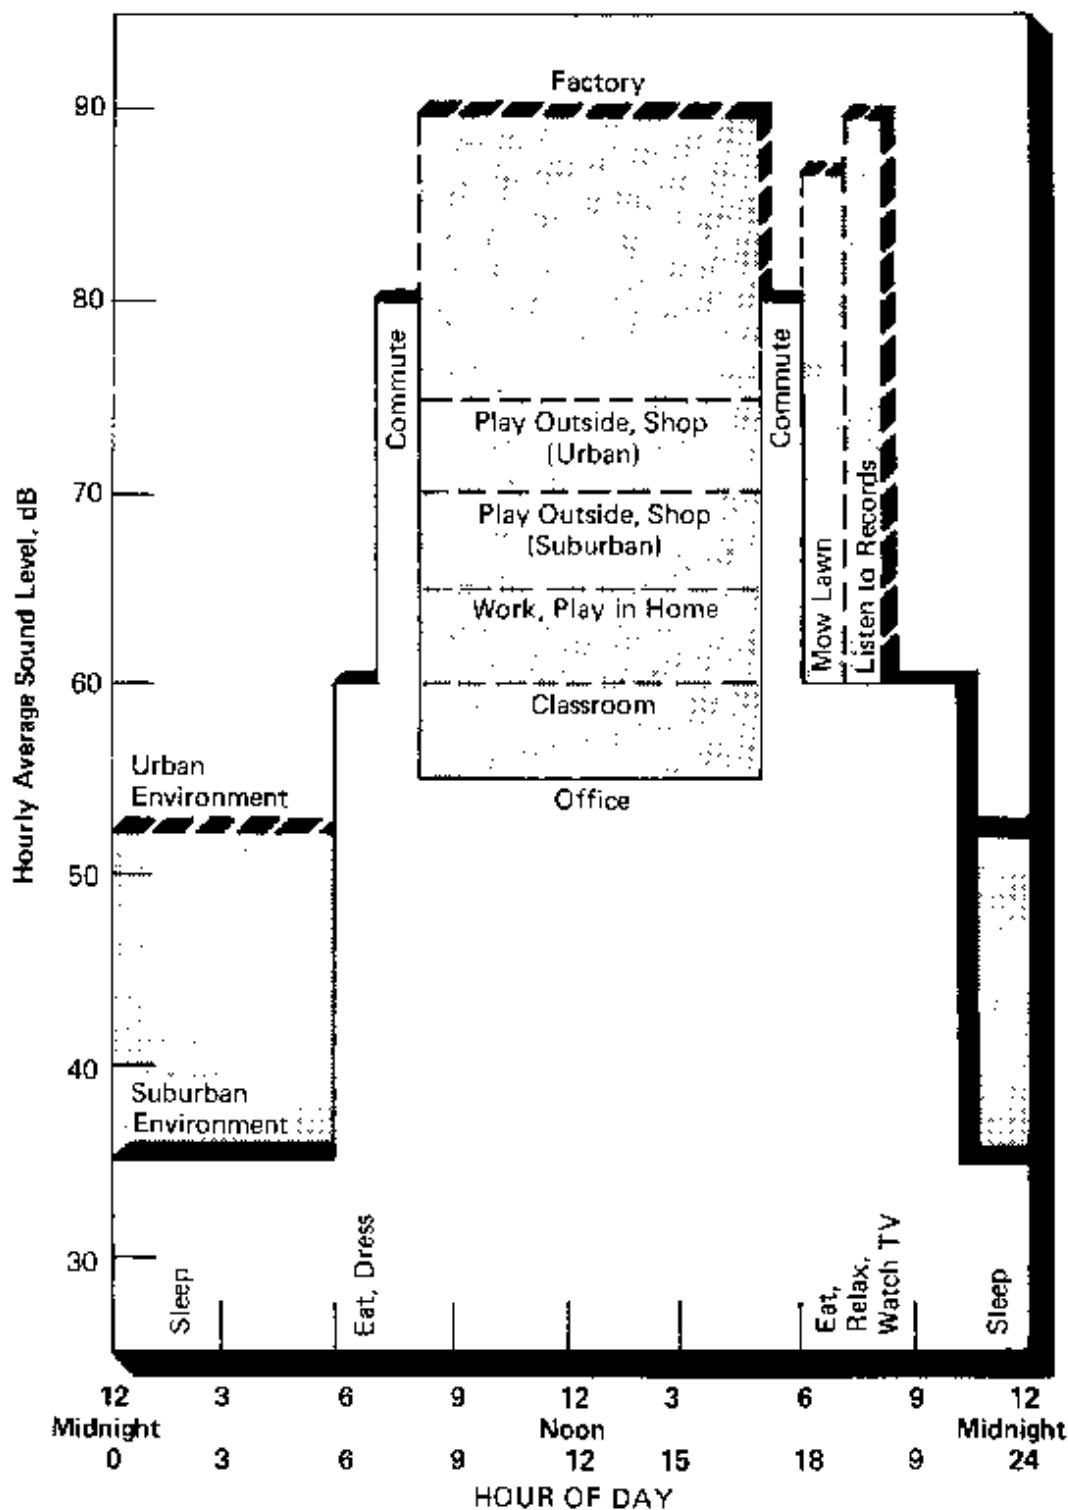 Factory
90
80
Commute
Play Outside, Shop
(Urban)
Commute
70
Play Outside, Shop
(Suburban)
Work, Play in Home
Mow Lawn
Listen to Records
60
Classroom
Office
Urban
Environment
50
40
Suburban
Environment
30
Hourly Average Sound Level, dB
Sleep
Eat, Dress
Eat,
Relax,
Watch TV
Sleep
12 3 6 9 12 3 6 9 12
Midnight Noon Midnight
0 3 6 9 12 15 18 9 24
HOUR OF DAY